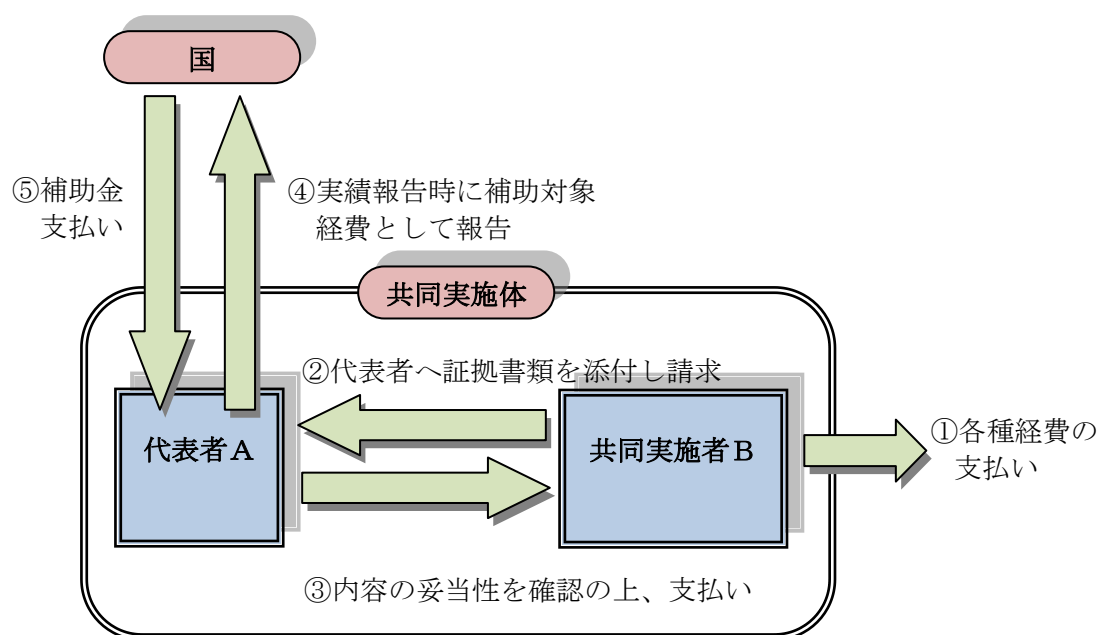 国
⑤補助金
支払い
④実績報告時に補助対象
経費として報告
共同実施体
②代表者へ証拠書類を添付し請求
代表者A
共同実施者B
①各種経費の
支払い
③内容の妥当性を確認の上、支払い